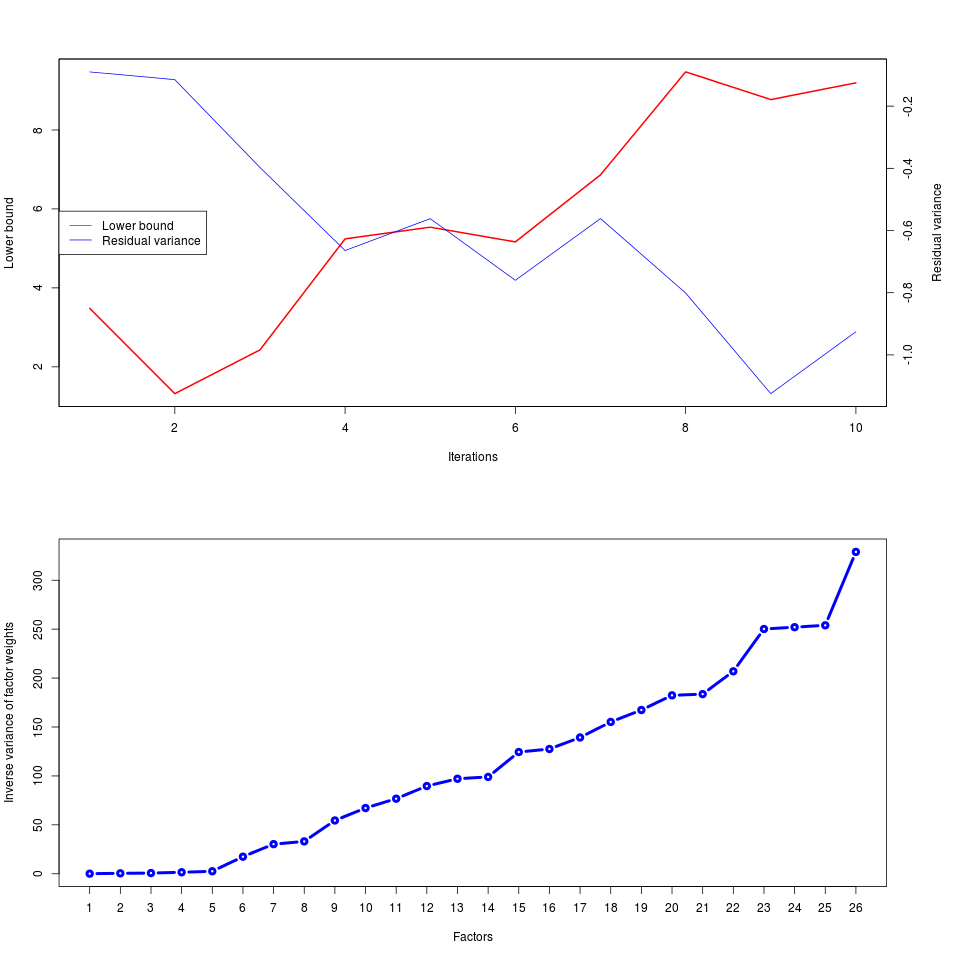 Lower bound
8
6
4
2
Lower bound
Residual variance
-0.2
-0.4
-0.6
-0.8
-1.0
Residual variance
2 4 6 8 10
Iterations
Inverse variance of factor weights
300
250
200
150
100
50
0
1 2 3 4 5 6 7 8 9 10 11 12 13 14 15 16 17 18 19 20 21 22 23 24 25 26
Factors